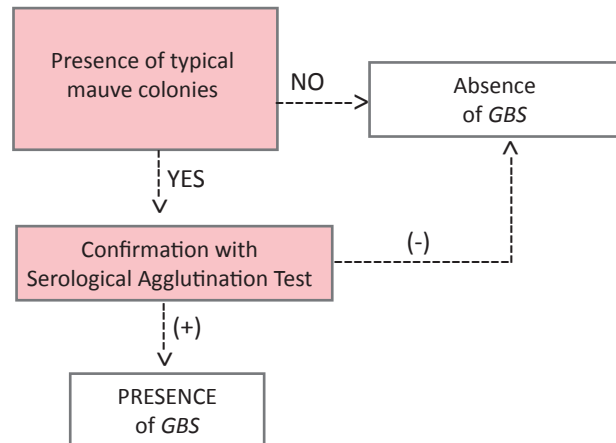 Presence of typical
mauve colonies
NO
Absence
of GBS
YES
Confirmation with
Serological Agglutination Test
(-)
(+)
PRESENCE
of GBS